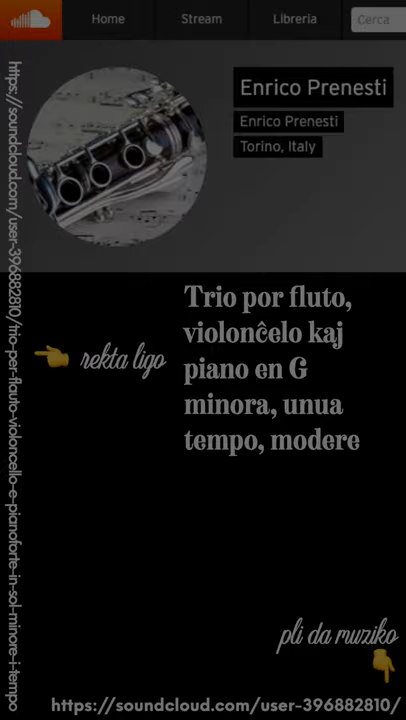 Home Stream Libreria Cerca
Enrico Prenesti
Enrico Prenesti
Torino, Italy
https://soundcloud.com/user-396882810/trio-per-flauto-violoncello-e-pianoforte-in-sol-minore-i-tempo
Trio por fluto,
violonĉelo kaj
piano en G
minora, unua
tempo, modere
rekta ligo
pli da muziko
https://soundcloud.com/user-396882810/